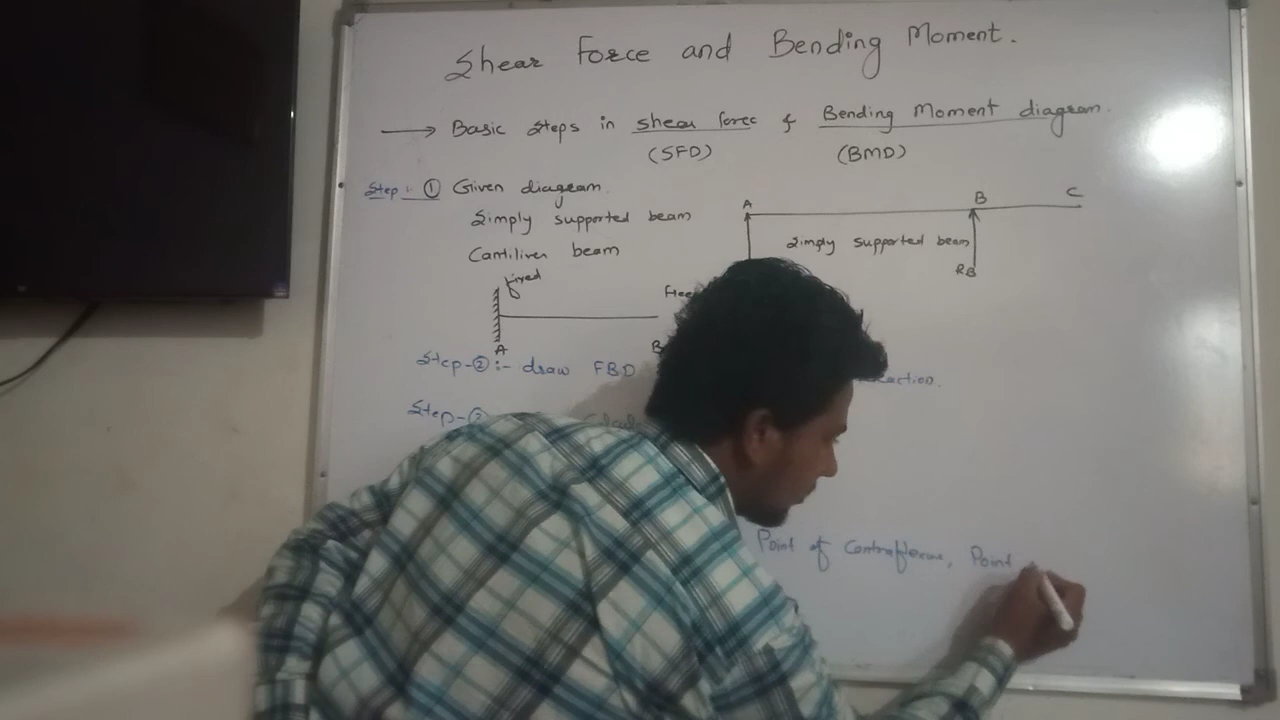 Shear Force and Bending Moment.
→ Basic Steps in shear force & Bending Moment diagram.
(SFD) (BMD)
Step:- ① Given diagram.
Simply supported beam
Cantiliver beam
A B C
Simply supported beam
RB
fixed
Free
A
B
Step-② :- draw FBD
Step-③
Point of Contraflexure, Point